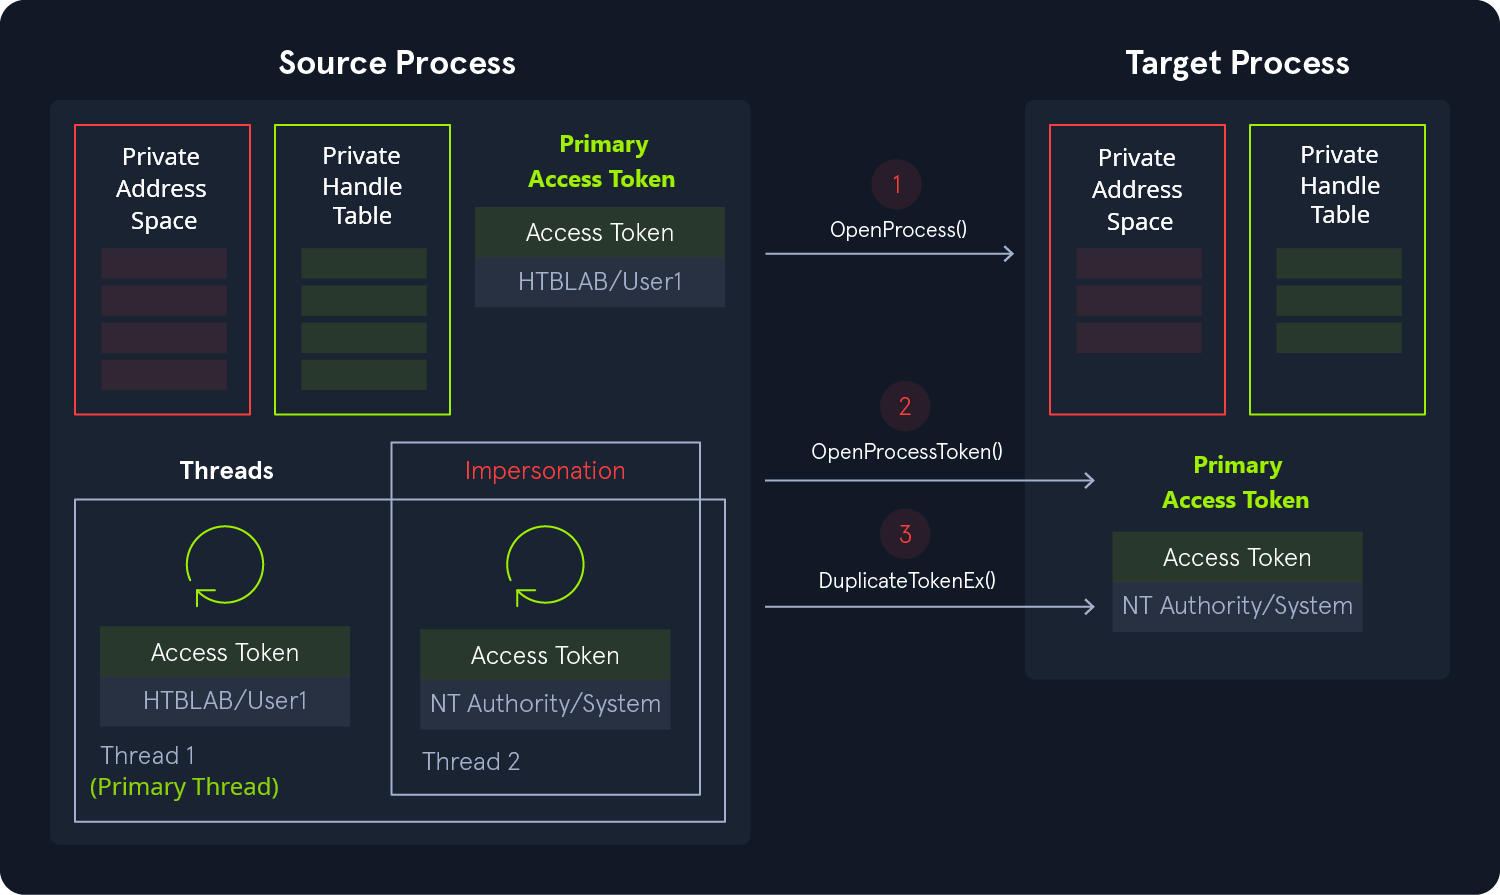 Source Process
Target Process
Private
Address
Space
Private
Handle
Table
Primary
Access Token
Access Token
HTBLAB/User1
1
OpenProcess()
Private
Address
Space
Private
Handle
Table
2
OpenProcessToken()
3
DuplicateTokenEx()
Primary
Access Token
Access Token
NT Authority/System
Threads
Impersonation
Access Token
HTBLAB/User1
Thread 1
(Primary Thread)
Access Token
NT Authority/System
Thread 2